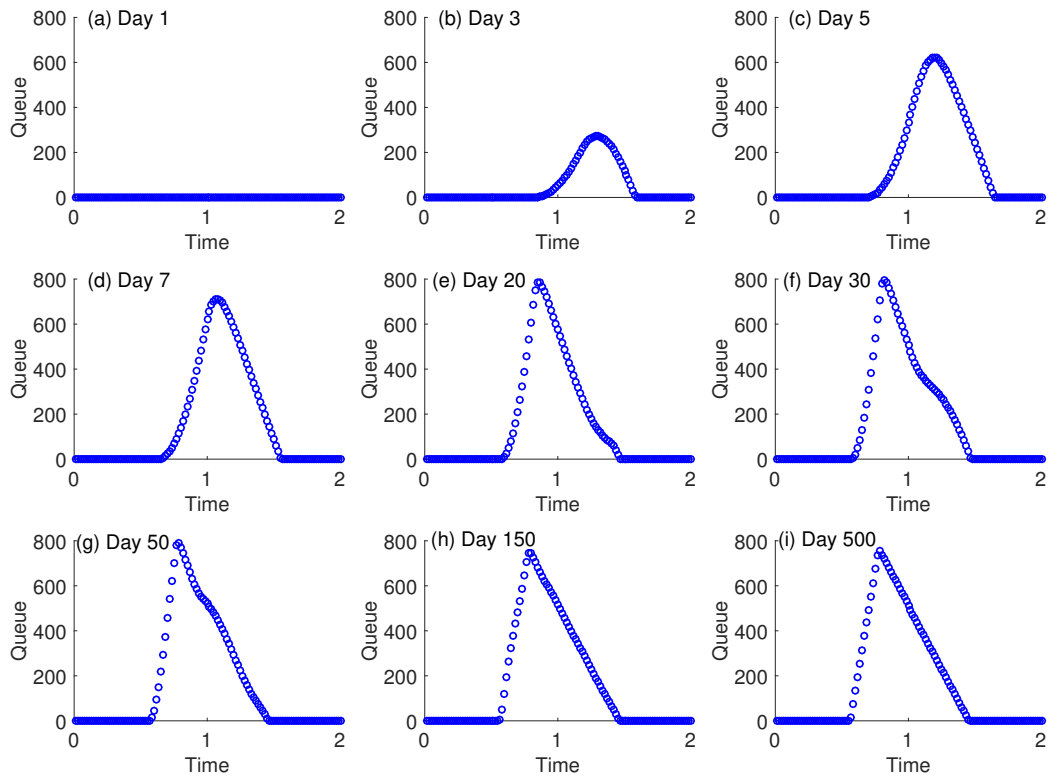 (a) Day 1
800
600
400
200
0
Queue
0 1 2
Time
(b) Day 3
800
600
400
200
0
Queue
0 1 2
Time
(c) Day 5
800
600
400
200
0
Queue
0 1 2
Time
(d) Day 7
800
600
400
200
0
Queue
0 1 2
Time
(e) Day 20
800
600
400
200
0
Queue
0 1 2
Time
(f) Day 30
800
600
400
200
0
Queue
0 1 2
Time
(g) Day 50
800
600
400
200
0
Queue
0 1 2
Time
(h) Day 150
800
600
400
200
0
Queue
0 1 2
Time
(i) Day 500
800
600
400
200
0
Queue
0 1 2
Time